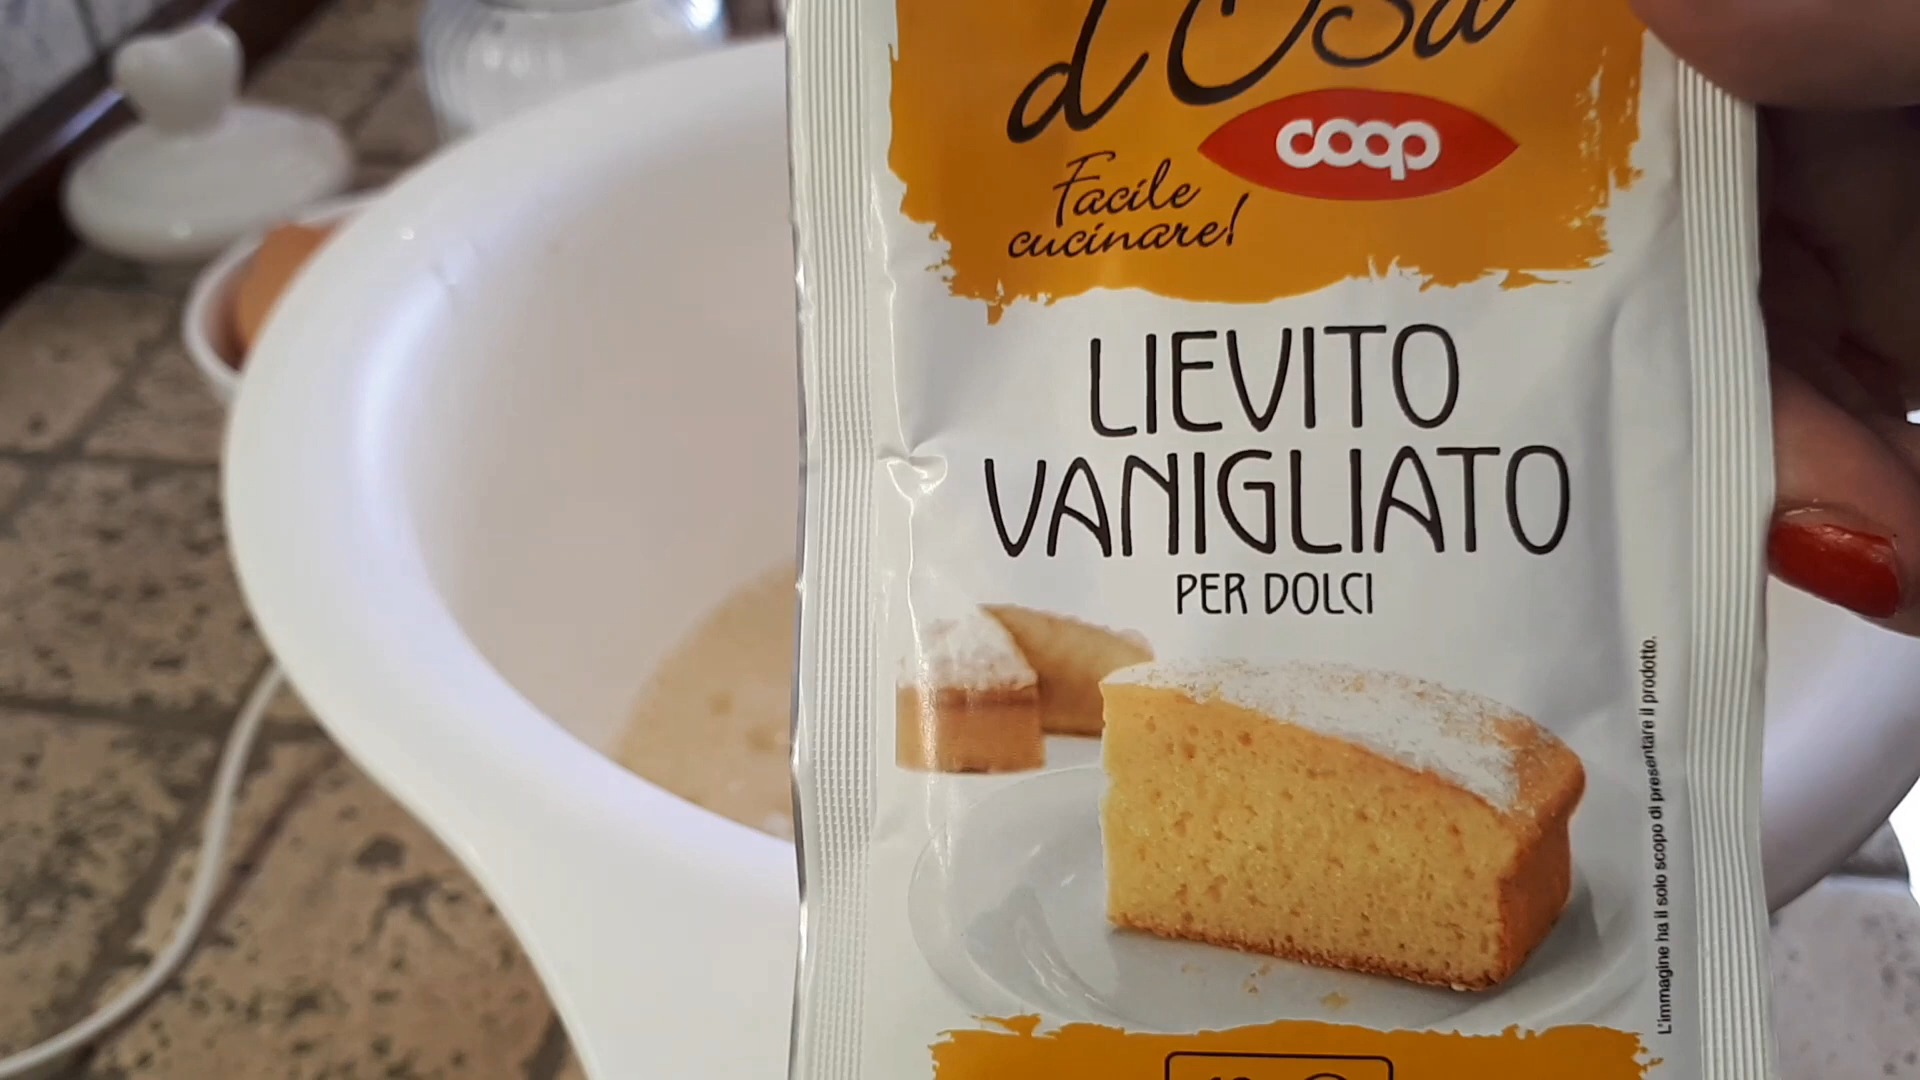 d'Osa
coop
Facile
cucinare!
LIEVITO
VANIGLIATO
PER DOLCI
L'immagine ha il solo scopo di presentare il prodotto.